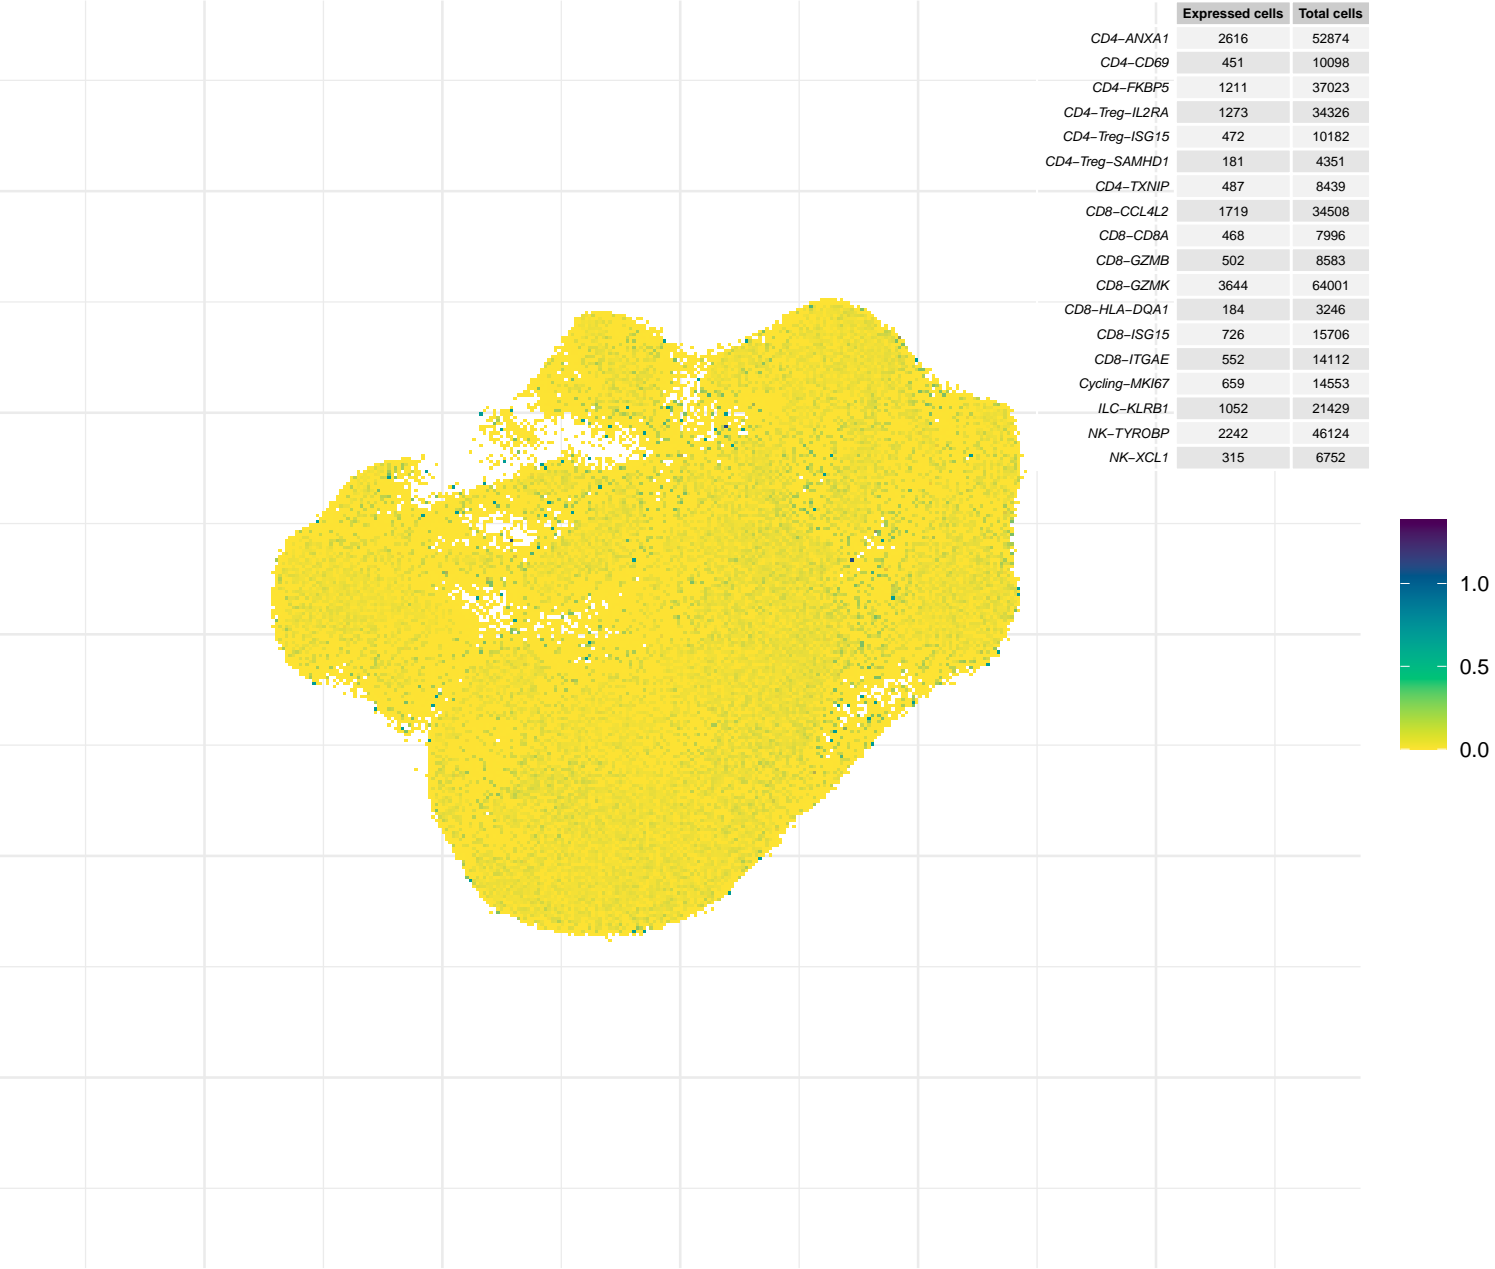 Expressed cells Total cells
CD4−ANXA1 2616 52874
CD4−CD69 451 10098
CD4−FKBP5 1211 37023
CD4−Treg−IL2RA 1273 34326
CD4−Treg−ISG15 472 10182
CD4−Treg−SAMHD1 181 4351
CD4−TXNIP 487 8439
CD8−CCL4L2 1719 34508
CD8−CD8A 468 7996
CD8−GZMB 502 8583
CD8−GZMK 3644 64001
CD8−HLA−DQA1 184 3246
CD8−ISG15 726 15706
CD8−ITGAE 552 14112
Cycling−MKI67 659 14553
ILC−KLRB1 1052 21429
NK−TYROBP 2242 46124
NK−XCL1 315 6752
1.0
0.5
0.0